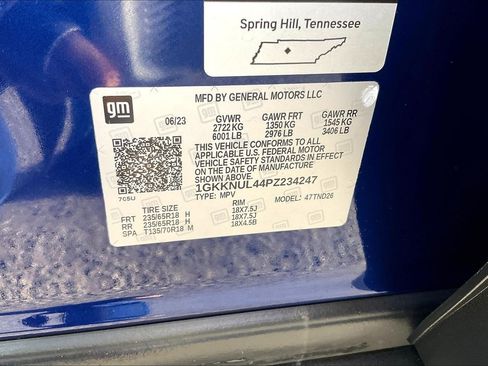 Spring Hill, Tennessee
gm
MFD BY GENERAL MOTORS LLC
06/23 GVWR GAWR FRT GAWR RR
2722 KG 1350 KG 1545 KG
6001 LB 2976 LB 3406 LB
THIS VEHICLE CONFORMS TO ALL
APPLICABLE U.S. FEDERAL MOTOR
VEHICLE SAFETY STANDARDS IN EFFECT ON
THE DATE OF MANUFACTURE SHOWN ABOVE.
1GKKNUL44PZ234247
705U TYPE: MPV MODEL: 47TND26
TIRE SIZE RIM
FRT 235/65R18 H 18X7.5J
RR 235/65R18 H 18X7.5J
SPA T135/70R18 M 18X4.5B